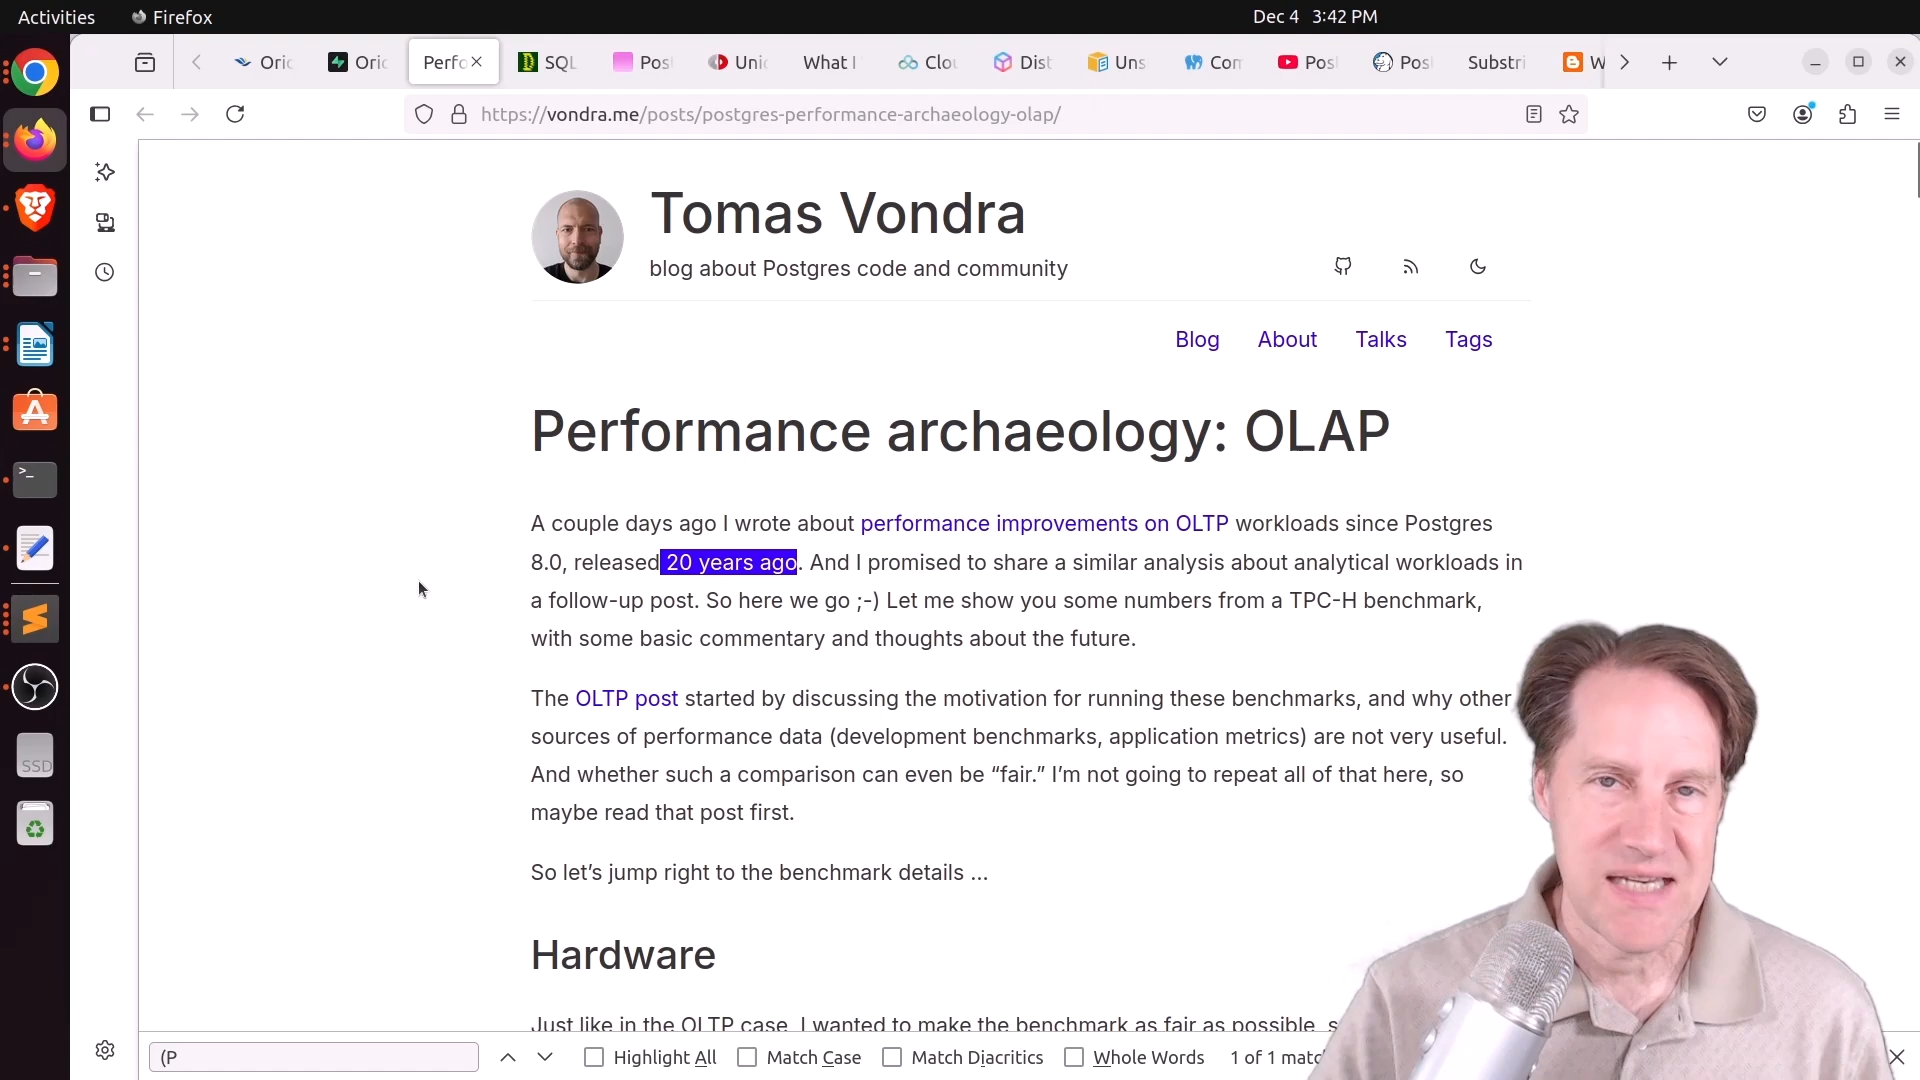 Activities Firefox Dec 4 3:42 PM
Oric Oric Perfo SQL Post Unic What I Clou Dist Uns Com Post Post Substri W
https://vondra.me/posts/postgres-performance-archaeology-olap/
Tomas Vondra
blog about Postgres code and community
Blog About Talks Tags
Performance archaeology: OLAP
A couple days ago I wrote about performance improvements on OLTP workloads since Postgres
8.0, released 20 years ago. And I promised to share a similar analysis about analytical workloads in
a follow-up post. So here we go ;-) Let me show you some numbers from a TPC-H benchmark,
with some basic commentary and thoughts about the future.
The OLTP post started by discussing the motivation for running these benchmarks, and why other
sources of performance data (development benchmarks, application metrics) are not very useful.
And whether such a comparison can even be “fair.” I’m not going to repeat all of that here, so
maybe read that post first.
So let’s jump right to the benchmark details ...
Hardware
Just like in the OLTP case, I wanted to make the benchmark as fair as possible, s
SSD
(P Highlight All Match Case Match Diacritics Whole Words 1 of 1 matc